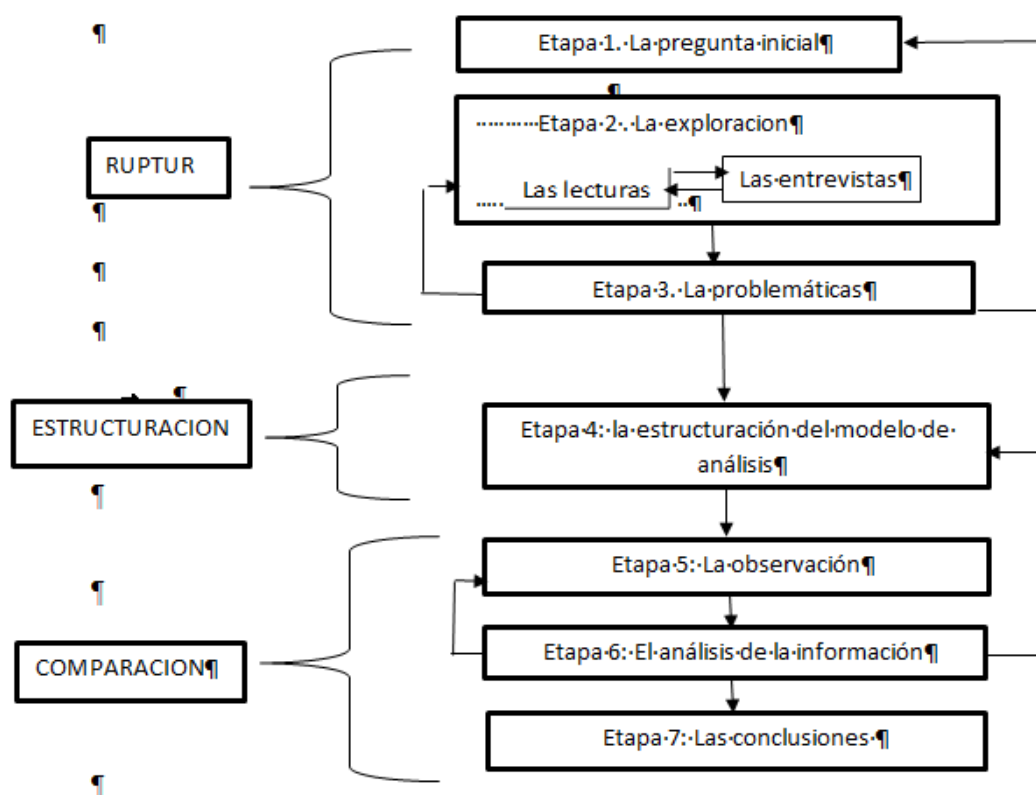 Etapa 1. La pregunta inicial¶
Etapa 2 . La exploracion¶
RUPTUR
Las lecturas
Las entrevistas¶
Etapa 3. La problemáticas¶
ESTRUCTURACION
Etapa 4: la estructuración del modelo de
análisis¶
Etapa 5: La observación¶
COMPARACION¶
Etapa 6: El análisis de la información¶
Etapa 7: Las conclusiones ¶